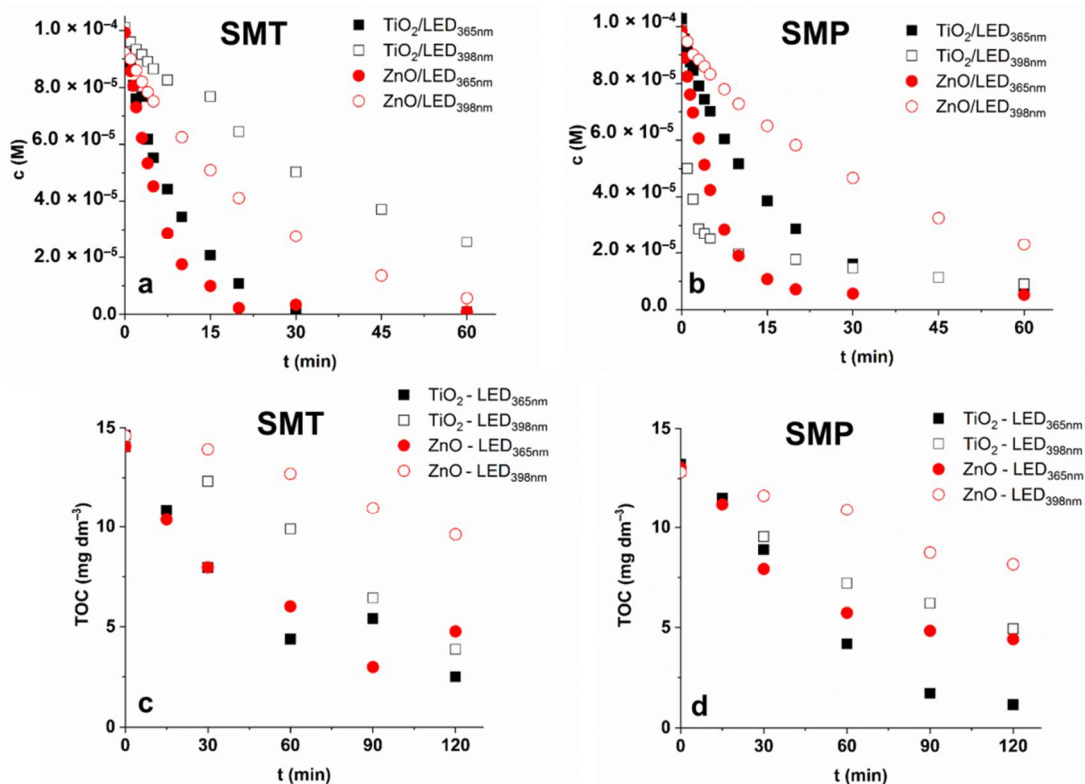 SMT
TiO₂/LED₃₆₅nm
TiO₂/LED₃₉₈nm
ZnO/LED₃₆₅nm
ZnO/LED₃₉₈nm
1.0 × 10⁻⁴
8.0 × 10⁻⁵
6.0 × 10⁻⁵
4.0 × 10⁻⁵
2.0 × 10⁻⁵
0.0
c (M)
a
0 15 30 45 60
t (min)
SMP
TiO₂/LED₃₆₅nm
TiO₂/LED₃₉₈nm
ZnO/LED₃₆₅nm
ZnO/LED₃₉₈nm
1.0 × 10⁻⁴
8.0 × 10⁻⁵
6.0 × 10⁻⁵
4.0 × 10⁻⁵
2.0 × 10⁻⁵
0.0
c (M)
b
0 15 30 45 60
t (min)
SMT
TiO₂ - LED₃₆₅nm
TiO₂ - LED₃₉₈nm
ZnO - LED₃₆₅nm
ZnO - LED₃₉₈nm
15
10
5
0
TOC (mg dm⁻³)
c
0 30 60 90 120
t (min)
SMP
TiO₂ - LED₃₆₅nm
TiO₂ - LED₃₉₈nm
ZnO - LED₃₆₅nm
ZnO - LED₃₉₈nm
15
10
5
0
TOC (mg dm⁻³)
d
0 30 60 90 120
t (min)